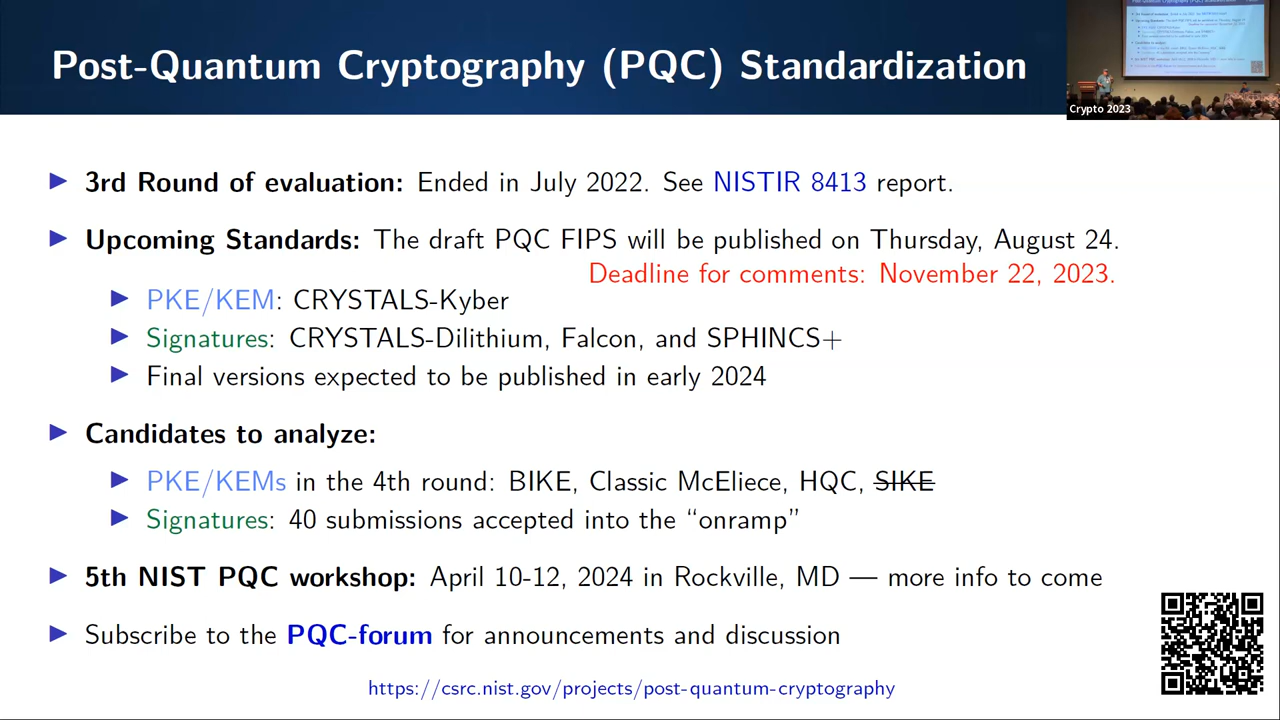 Post-Quantum Cryptography (PQC) Standardization
Crypto 2023
▶ 3rd Round of evaluation: Ended in July 2022. See NISTIR 8413 report.
▶ Upcoming Standards: The draft PQC FIPS will be published on Thursday, August 24.
Deadline for comments: November 22, 2023.
▶ PKE/KEM: CRYSTALS-Kyber
▶ Signatures: CRYSTALS-Dilithium, Falcon, and SPHINCS+
▶ Final versions expected to be published in early 2024
▶ Candidates to analyze:
▶ PKE/KEMs in the 4th round: BIKE, Classic McEliece, HQC, SIKE
▶ Signatures: 40 submissions accepted into the “onramp”
▶ 5th NIST PQC workshop: April 10-12, 2024 in Rockville, MD — more info to come
▶ Subscribe to the PQC-forum for announcements and discussion
https://csrc.nist.gov/projects/post-quantum-cryptography